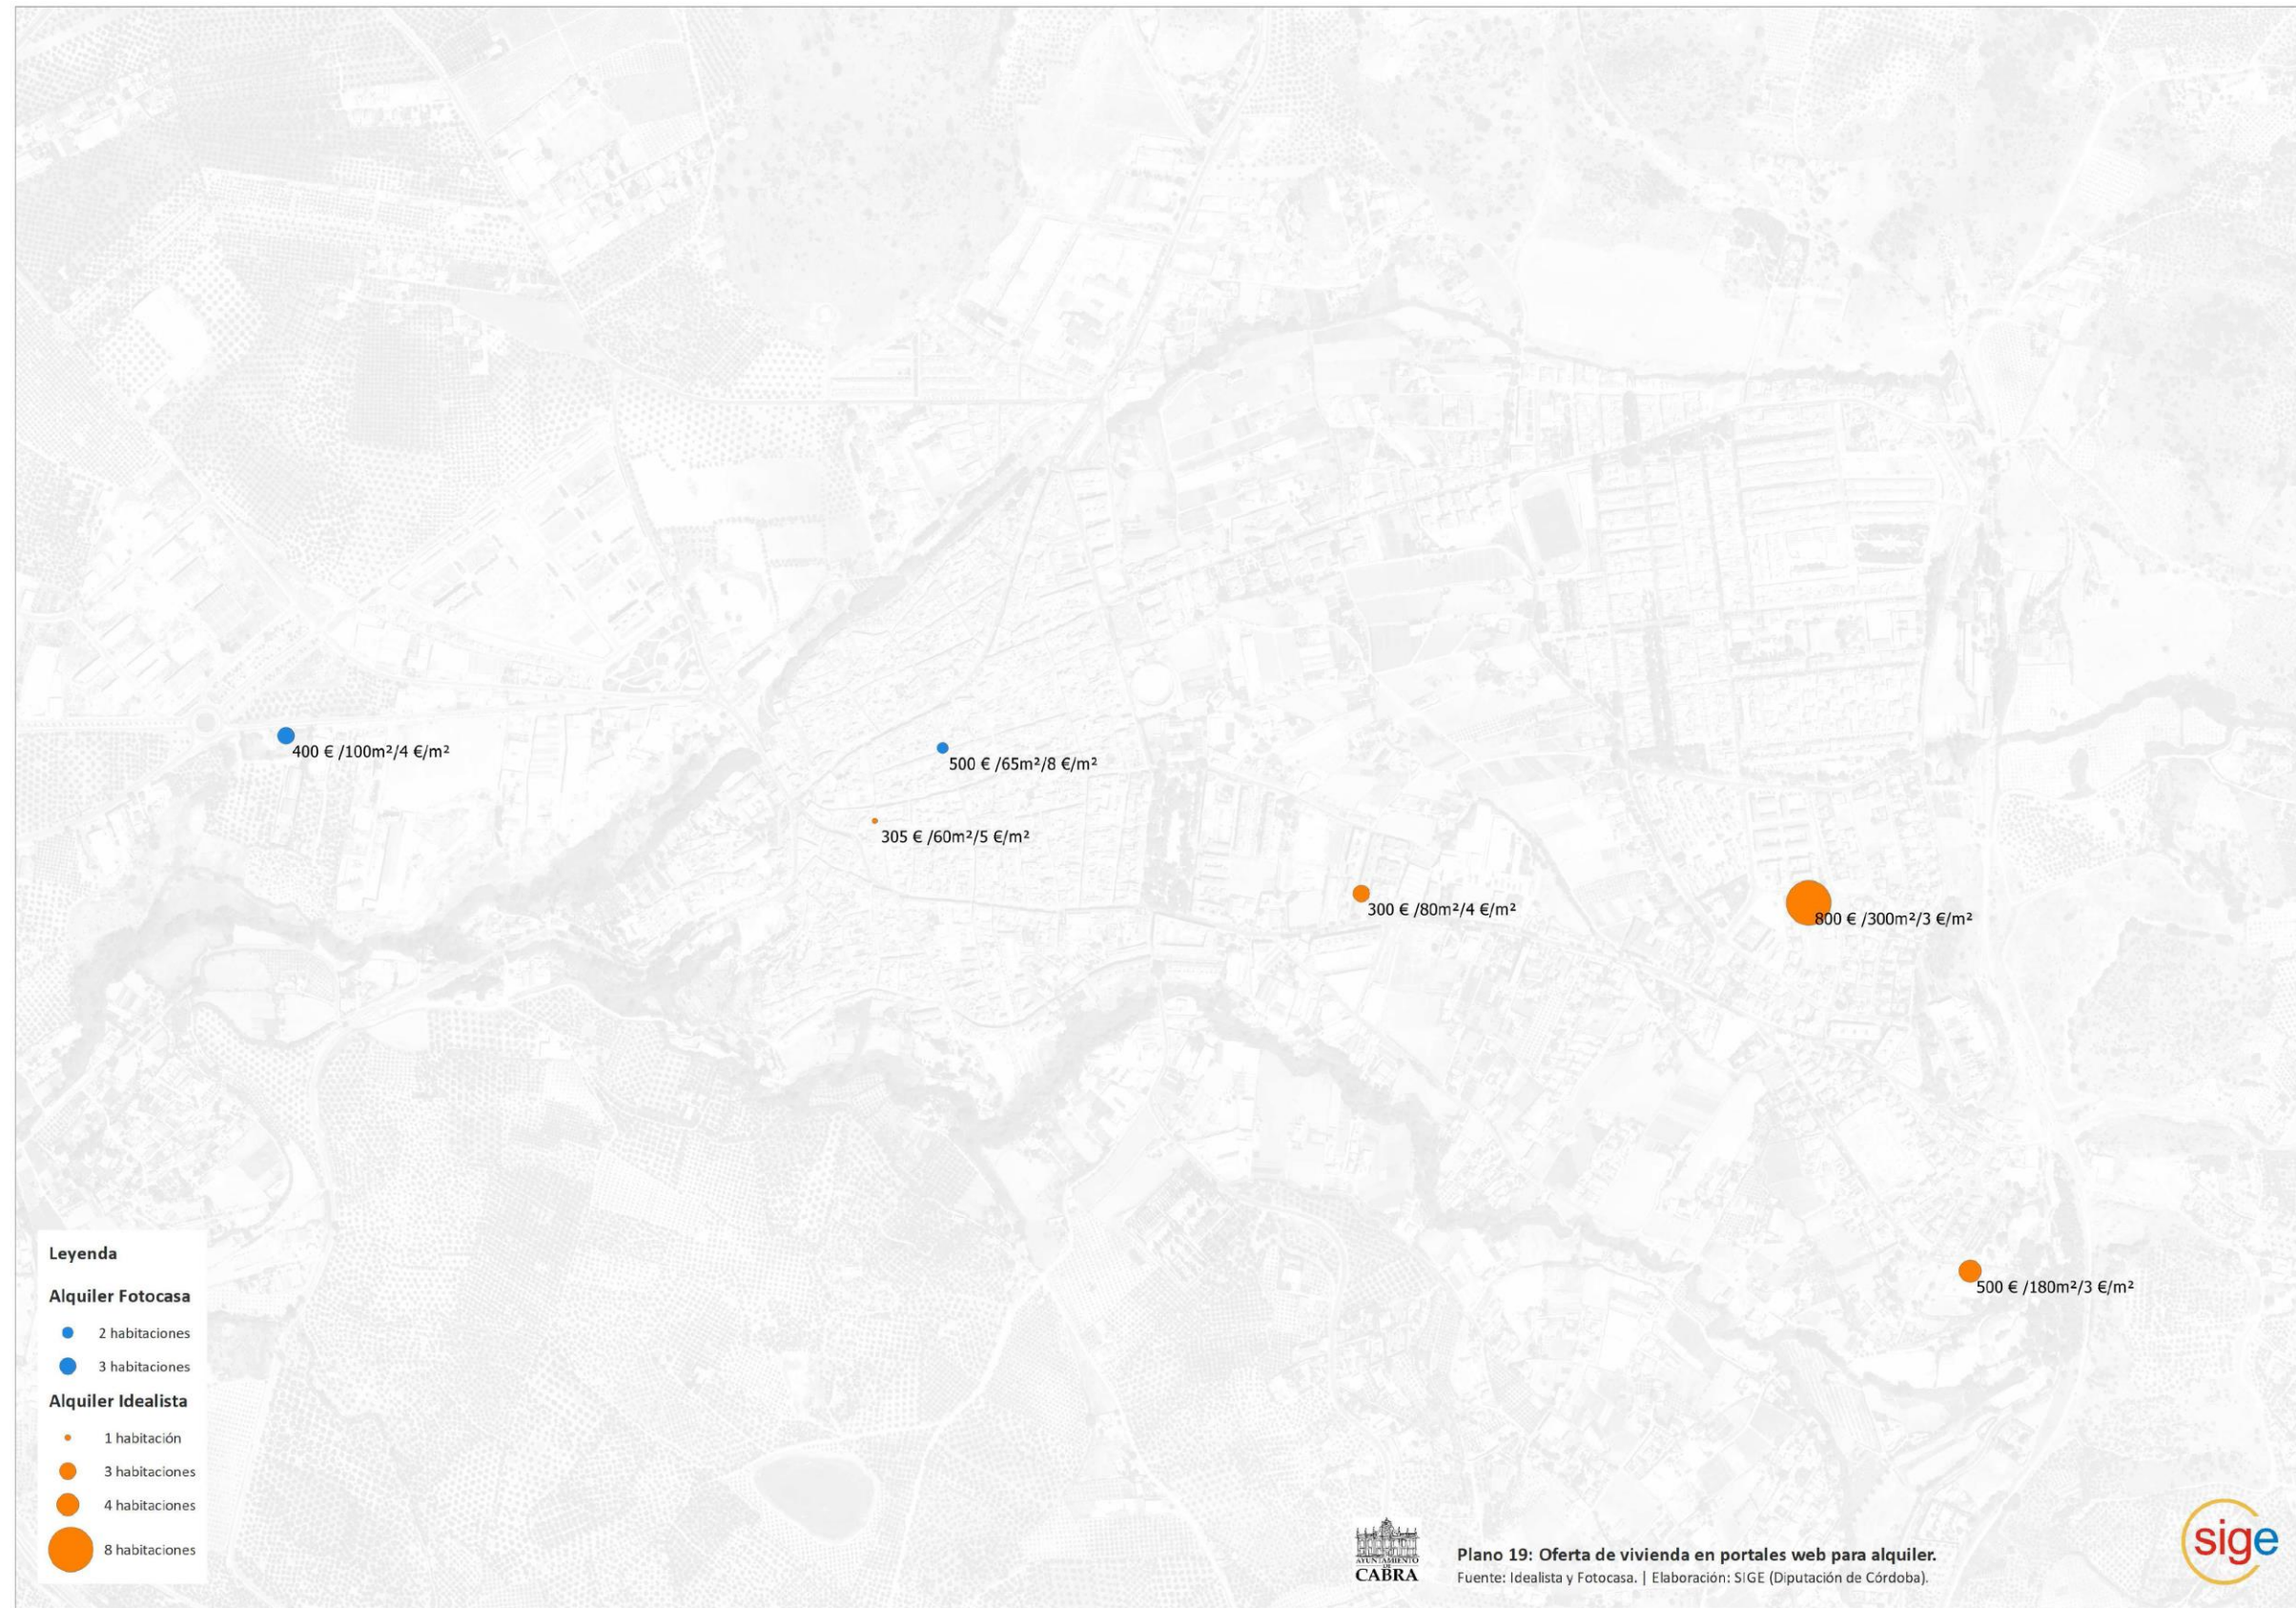 400 € /100m²/4 €/m²
500 € /65m²/8 €/m²
305 € /60m²/5 €/m²
300 € /80m²/4 €/m²
800 € /300m²/3 €/m²
500 € /180m²/3 €/m²
Leyenda
Alquiler Fotocasa
2 habitaciones
3 habitaciones
Alquiler Idealista
1 habitación
3 habitaciones
4 habitaciones
8 habitaciones
AYUNTAMIENTO
DE
CABRA
Plano 19: Oferta de vivienda en portales web para alquiler.
Fuente: Idealista y Fotocasa. | Elaboración: SIGE (Diputación de Córdoba).
sige